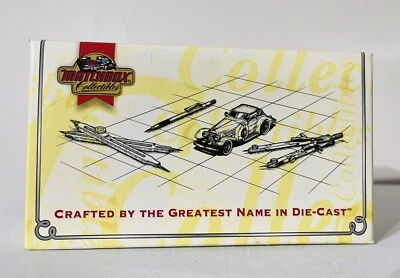 MATCHBOX
Collectibles
CRAFTED BY THE GREATEST NAME IN DIE-CAST™